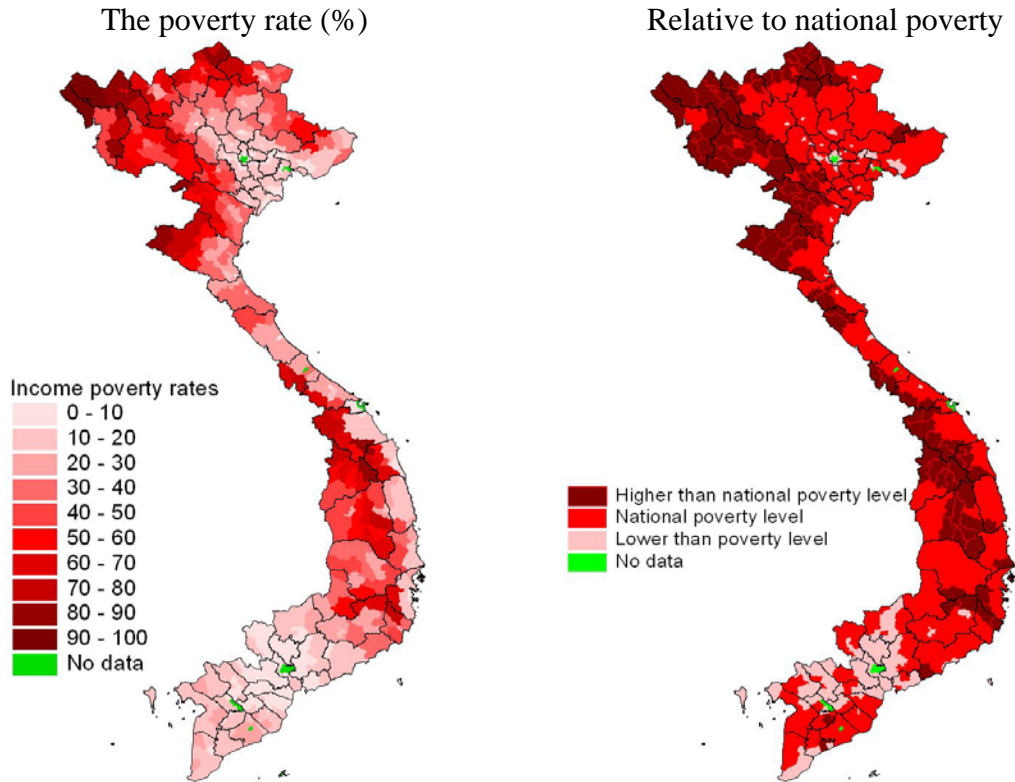 The poverty rate (%)
Relative to national poverty
Income poverty rates
0 - 10
10 - 20
20 - 30
30 - 40
40 - 50
50 - 60
60 - 70
70 - 80
80 - 90
90 - 100
No data
Higher than national poverty level
National poverty level
Lower than poverty level
No data